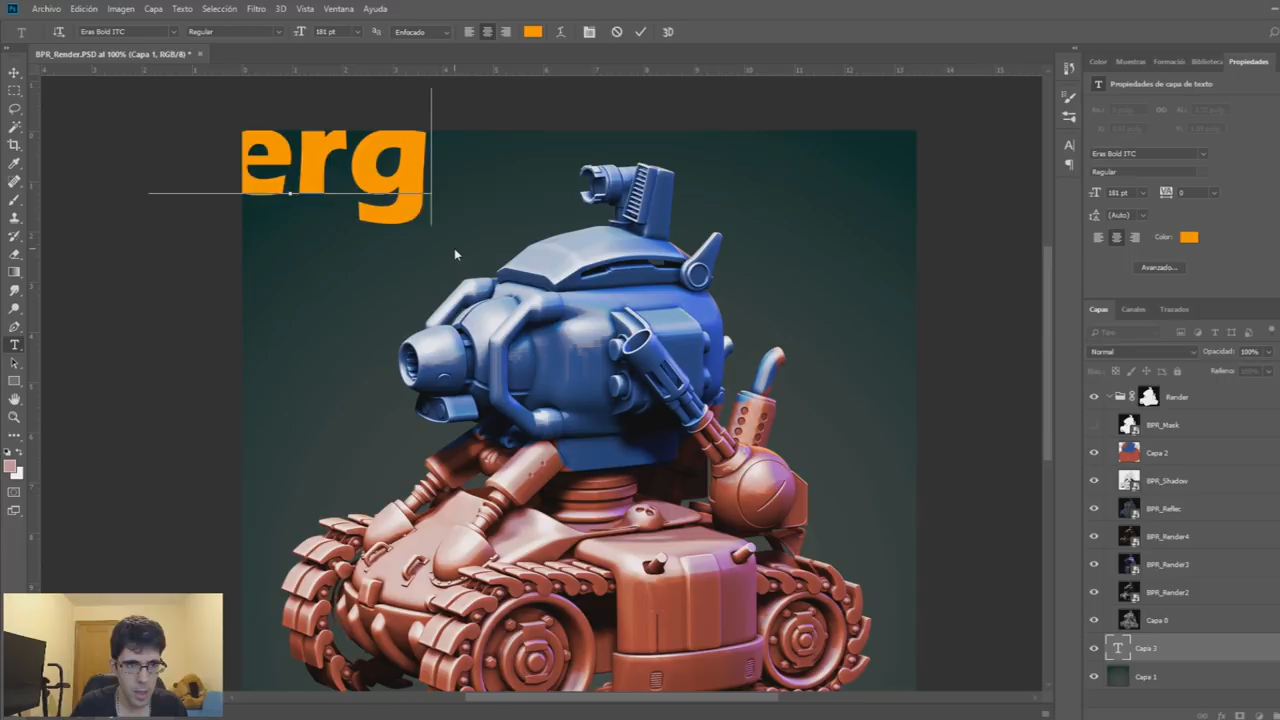 Archivo Edición Imagen Capa Texto Selección Filtro 3D Vista Ventana Ayuda
Eras Bold ITC Regular 181 pt Enfocado 3D
BPR_Render.PSD al 100% (Capa 1, RGB/8) *
erg
Color Muestras Formació Biblioteca Propiedades
Propiedades de capa de texto
Eras Bold ITC
Regular
181 pt 0
(Auto) Color:
Avanzado...
Capas Canales Trazados
Tipo
Normal Opacidad: 100%
Relleno:
Render
BPR_Mask
Capa 2
BPR_Shadow
BPR_Reflec
BPR_Render4
BPR_Render3
BPR_Render2
Capa 0
Capa 3
Capa 1